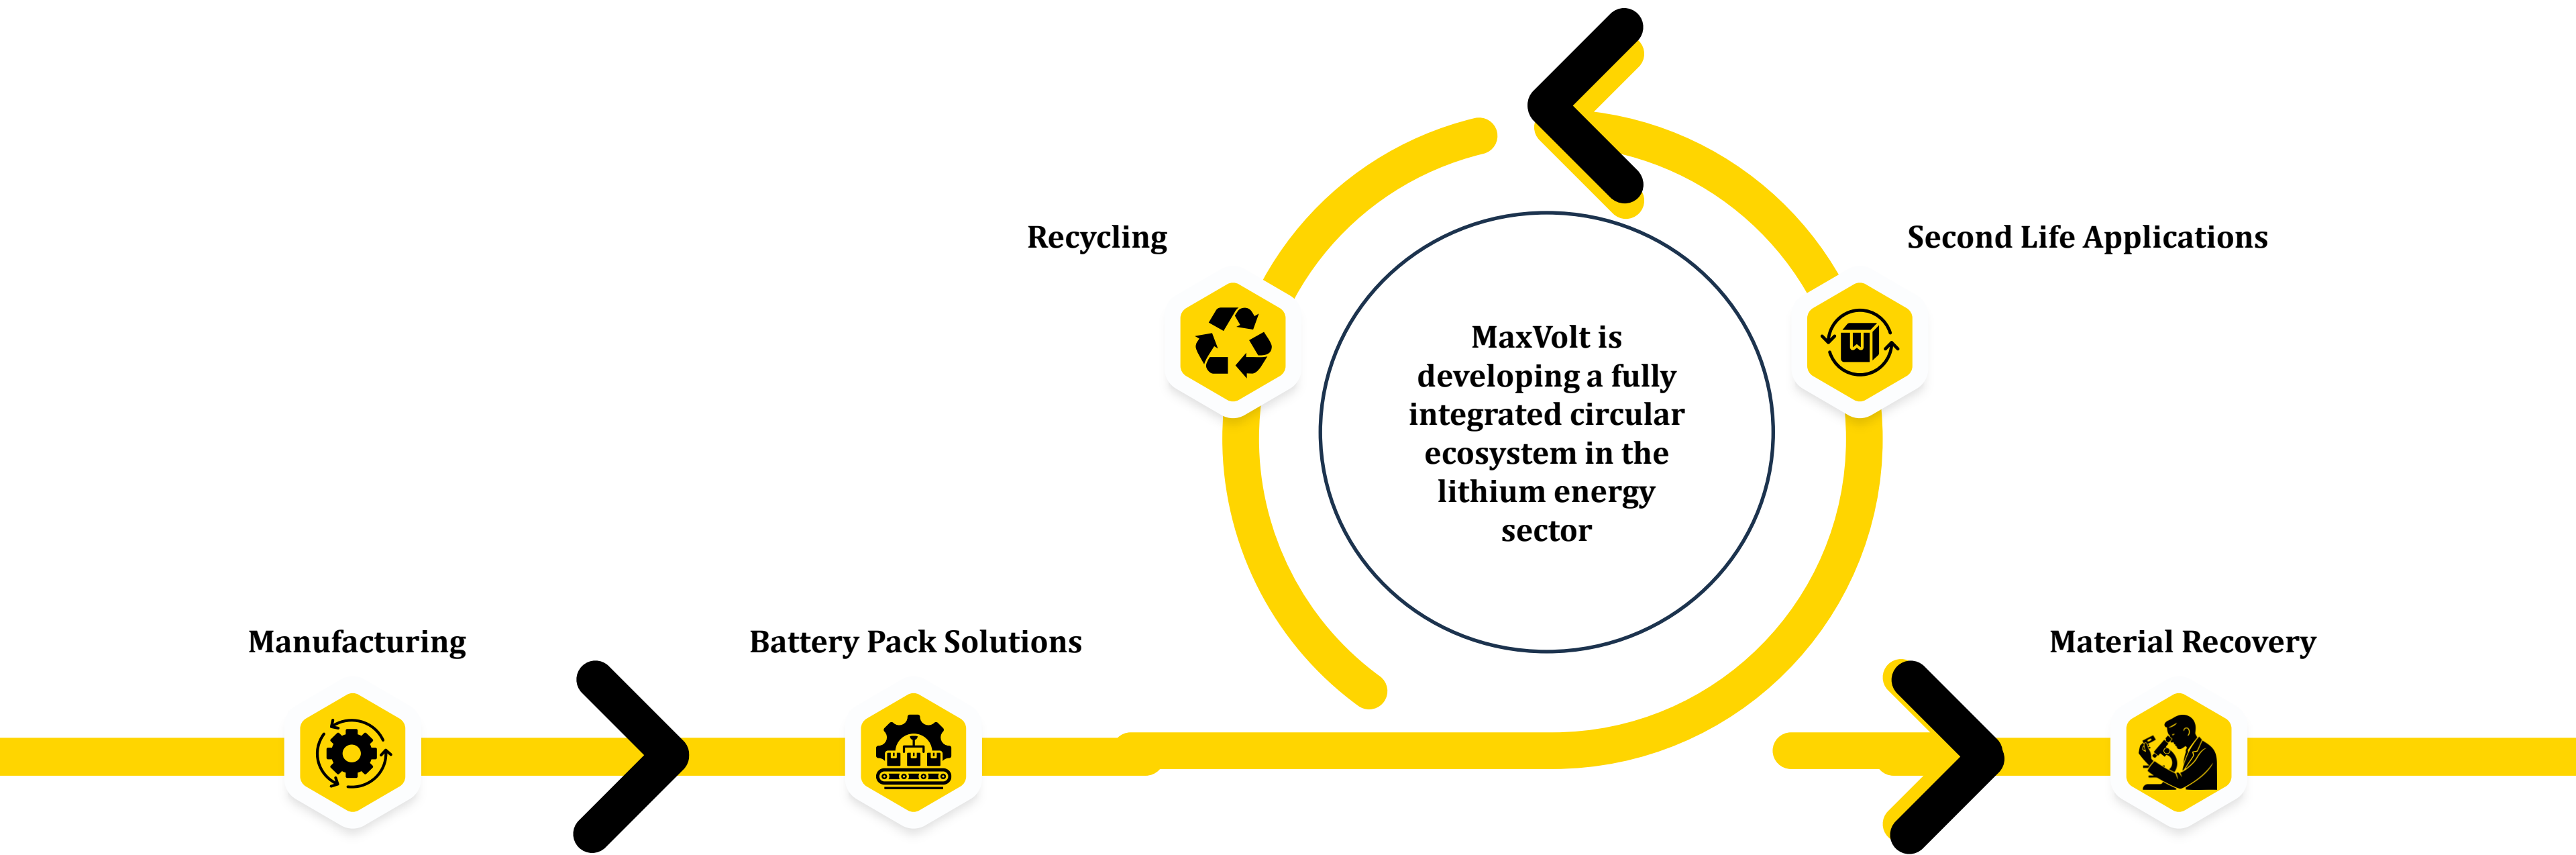 Recycling
Second Life Applications
MaxVolt is
developing a fully
integrated circular
ecosystem in the
lithium energy
sector
Manufacturing
Battery Pack Solutions
Material Recovery